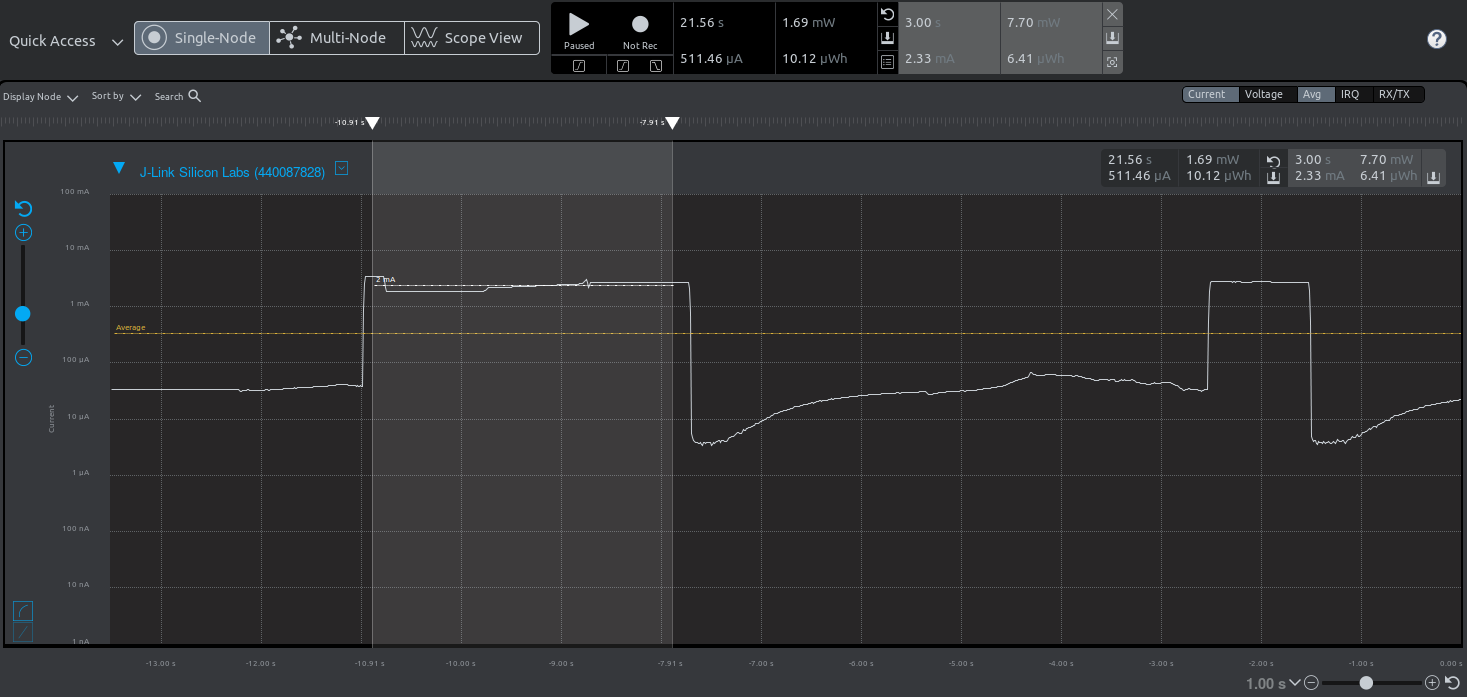 Quick Access
Single-Node
Multi-Node
Scope View
Paused
Not Rec
21.56 s
511.46 µA
1.69 mW
10.12 µWh
3.00 s
2.33 mA
7.70 mW
6.41 µWh
?
Display Node
Sort by
Search
Current
Voltage
Avg
IRQ
RX/TX
-10.91 s
-7.91 s
J-Link Silicon Labs (440087828)
21.56 s 1.69 mW 3.00 s 7.70 mW
511.46 µA 10.12 µWh 2.33 mA 6.41 µWh
100 mA
10 mA
2 mA
1 mA
Average
100 µA
10 µA
Current
1 µA
100 nA
10 nA
1 nA
-13.00 s -12.00 s -10.91 s -10.00 s -9.00 s -7.91 s -7.00 s -6.00 s -5.00 s -4.00 s -3.00 s -2.00 s -1.00 s 0.00 s
1.00 s